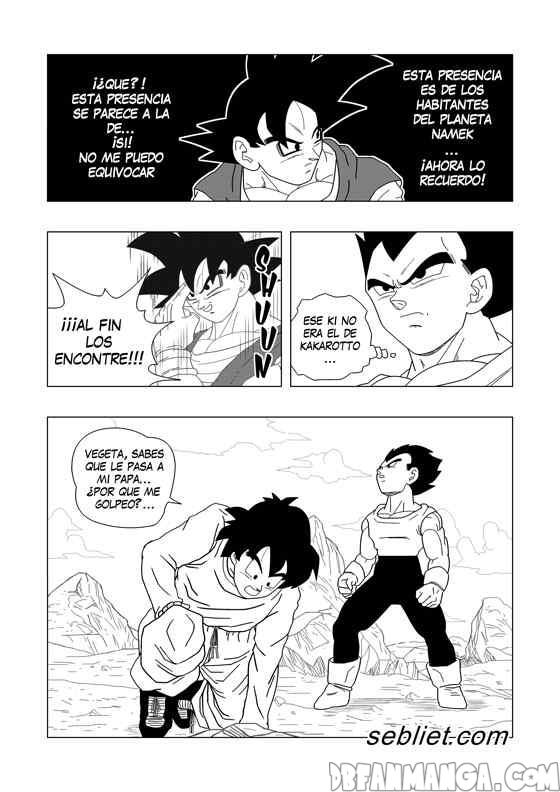 ¡¿QUE?!
ESTA PRESENCIA
SE PARECE A LA
DE...
¡SI!
NO ME PUEDO
EQUIVOCAR
ESTA PRESENCIA
ES DE LOS
HABITANTES
DEL PLANETA
NAMEK
...
¡AHORA LO
RECUERDO!
¡¡¡AL FIN
LOS
ENCONTRE!!!
SHUUN
ESE KI NO
ERA EL DE
KAKAROTTO
...
VEGETA, SABES
QUE LE PASA A
MI PAPA...
¿POR QUE ME
GOLPEO?...
sebliet.com
DBFANMANGA.COM